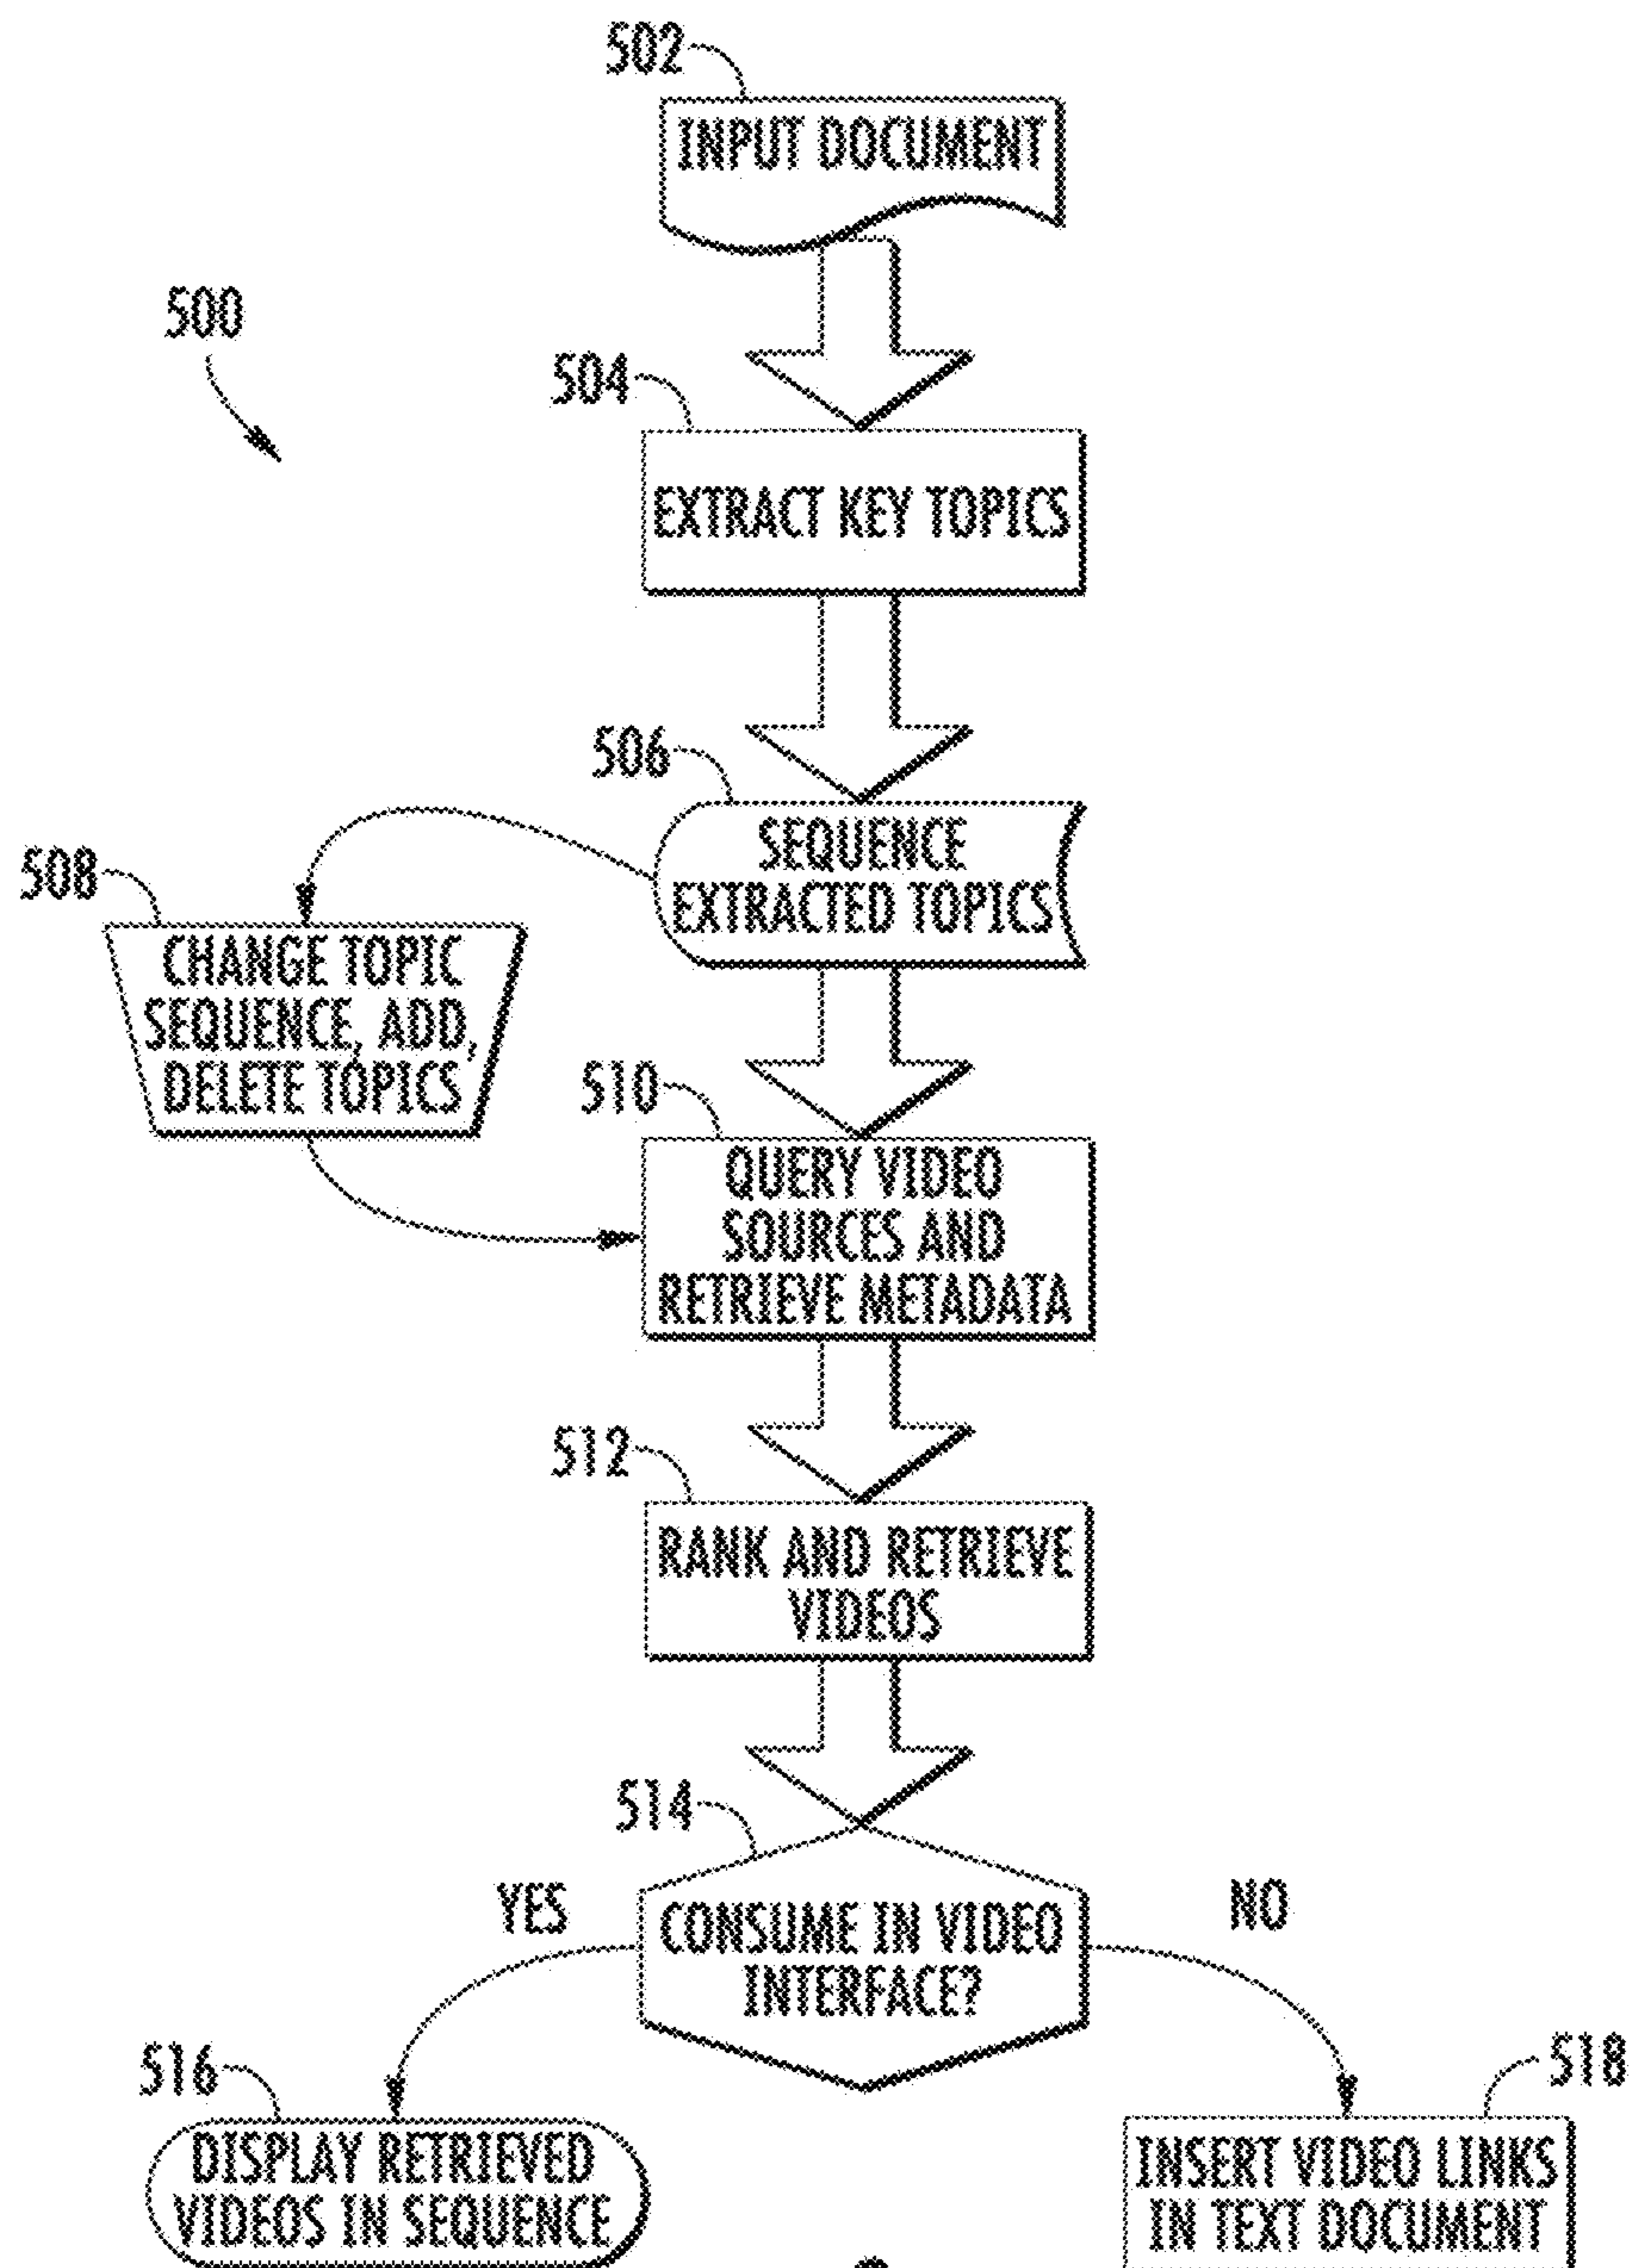 502
INPUT DOCUMENT
500
504
EXTRACT KEY TOPICS
506
SEQUENCE
EXTRACTED TOPICS
508
CHANGE TOPIC
SEQUENCE, ADD,
DELETE TOPICS
510
QUERY VIDEO
SOURCES AND
RETRIEVE METADATA
512
RANK AND RETRIEVE
VIDEOS
514
YES
CONSUME IN VIDEO
INTERFACE?
NO
516
DISPLAY RETRIEVED
VIDEOS IN SEQUENCE
518
INSERT VIDEO LINKS
IN TEXT DOCUMENT